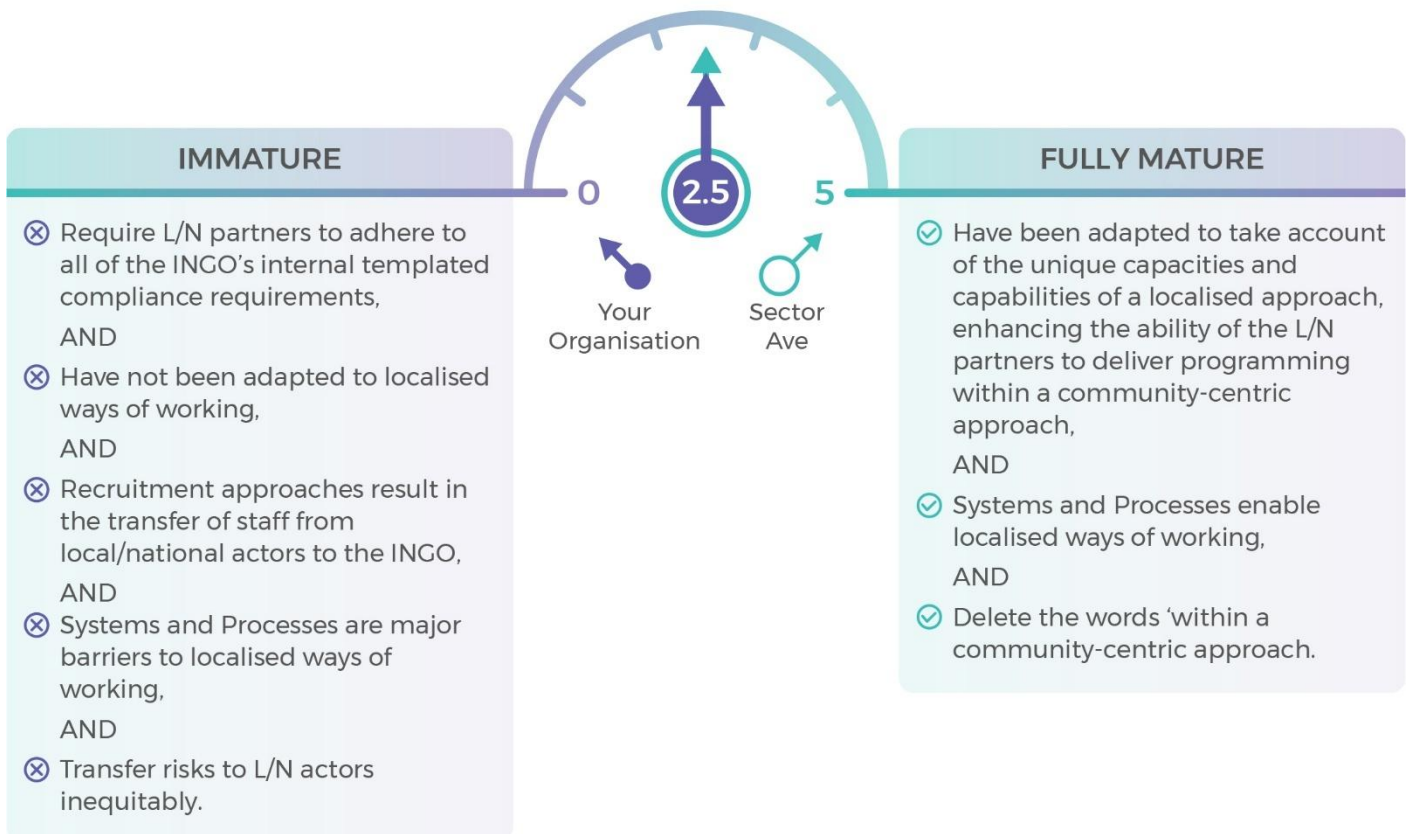 IMMATURE
Require L/N partners to adhere to
all of the INGO's internal templated
compliance requirements,
AND
Have not been adapted to localised
ways of working,
AND
Recruitment approaches result in
the transfer of staff from
local/national actors to the INGO,
AND
Systems and Processes are major
barriers to localised ways of
working,
AND
Transfer risks to L/N actors
inequitably.
0
2.5
5
Your
Organisation
Sector
Ave
FULLY MATURE
Have been adapted to take account
of the unique capacities and
capabilities of a localised approach,
enhancing the ability of the L/N
partners to deliver programming
within a community-centric
approach,
AND
Systems and Processes enable
localised ways of working,
AND
Delete the words ‘within a
community-centric approach.